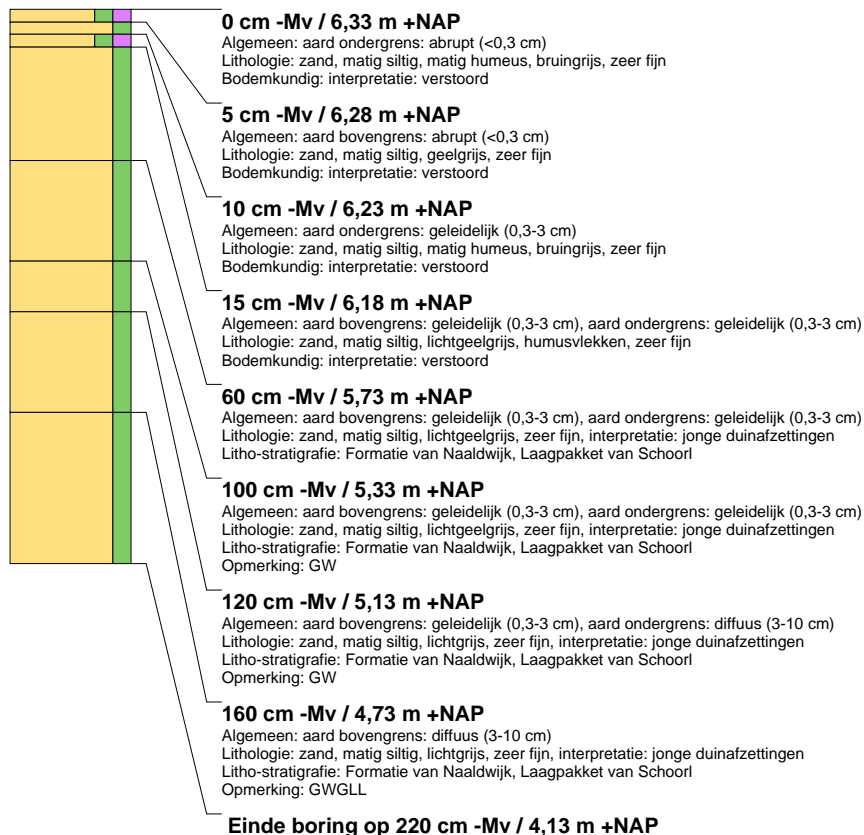 0 cm -Mv / 6,33 m +NAP
Algemeen: aard ondergrens: abrupt (<0,3 cm)
Lithologie: zand, matig siltig, matig humeus, bruingrijs, zeer fijn
Bodemkundig: interpretatie: verstoord
5 cm -Mv / 6,28 m +NAP
Algemeen: aard bovengrens: abrupt (<0,3 cm)
Lithologie: zand, matig siltig, geelgrijs, zeer fijn
Bodemkundig: interpretatie: verstoord
10 cm -Mv / 6,23 m +NAP
Algemeen: aard ondergrens: geleidelijk (0,3-3 cm)
Lithologie: zand, matig siltig, matig humeus, bruingrijs, zeer fijn
Bodemkundig: interpretatie: verstoord
15 cm -Mv / 6,18 m +NAP
Algemeen: aard bovengrens: geleidelijk (0,3-3 cm), aard ondergrens: geleidelijk (0,3-3 cm)
Lithologie: zand, matig siltig, lichtgeelgrijs, humusvlekken, zeer fijn
Bodemkundig: interpretatie: verstoord
60 cm -Mv / 5,73 m +NAP
Algemeen: aard bovengrens: geleidelijk (0,3-3 cm), aard ondergrens: geleidelijk (0,3-3 cm)
Lithologie: zand, matig siltig, lichtgeelgrijs, zeer fijn, interpretatie: jonge duinafzettingen
Litho-stratigrafie: Formatie van Naaldwijk, Laagpakket van Schoorl
100 cm -Mv / 5,33 m +NAP
Algemeen: aard bovengrens: geleidelijk (0,3-3 cm), aard ondergrens: geleidelijk (0,3-3 cm)
Lithologie: zand, matig siltig, lichtgeelgrijs, zeer fijn, interpretatie: jonge duinafzettingen
Litho-stratigrafie: Formatie van Naaldwijk, Laagpakket van Schoorl
Opmerking: GW
120 cm -Mv / 5,13 m +NAP
Algemeen: aard bovengrens: geleidelijk (0,3-3 cm), aard ondergrens: diffuus (3-10 cm)
Lithologie: zand, matig siltig, lichtgrijs, zeer fijn, interpretatie: jonge duinafzettingen
Litho-stratigrafie: Formatie van Naaldwijk, Laagpakket van Schoorl
Opmerking: GW
160 cm -Mv / 4,73 m +NAP
Algemeen: aard bovengrens: diffuus (3-10 cm)
Lithologie: zand, matig siltig, lichtgrijs, zeer fijn, interpretatie: jonge duinafzettingen
Litho-stratigrafie: Formatie van Naaldwijk, Laagpakket van Schoorl
Opmerking: GWGLL
Einde boring op 220 cm -Mv / 4,13 m +NAP